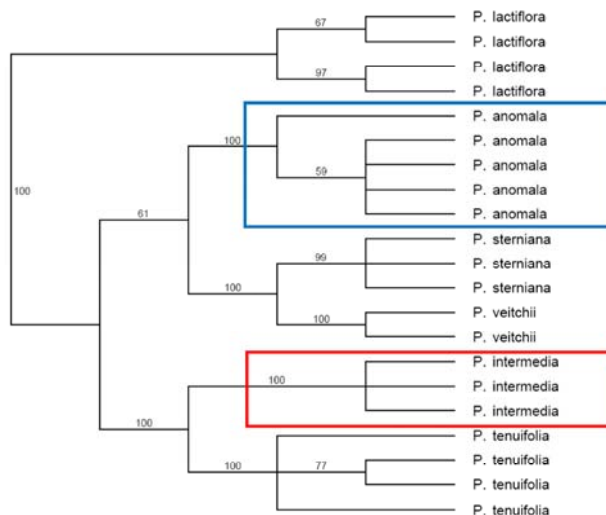 67
P. lactiflora
P. lactiflora
97
P. lactiflora
P. lactiflora
100
P. anomala
P. anomala
59
P. anomala
P. anomala
P. anomala
100
61
P. sterniana
99
P. sterniana
100
P. sterniana
P. veitchii
100
P. veitchii
P. intermedia
100
P. intermedia
P. intermedia
100
P. tenuifolia
100
77
P. tenuifolia
P. tenuifolia
P. tenuifolia